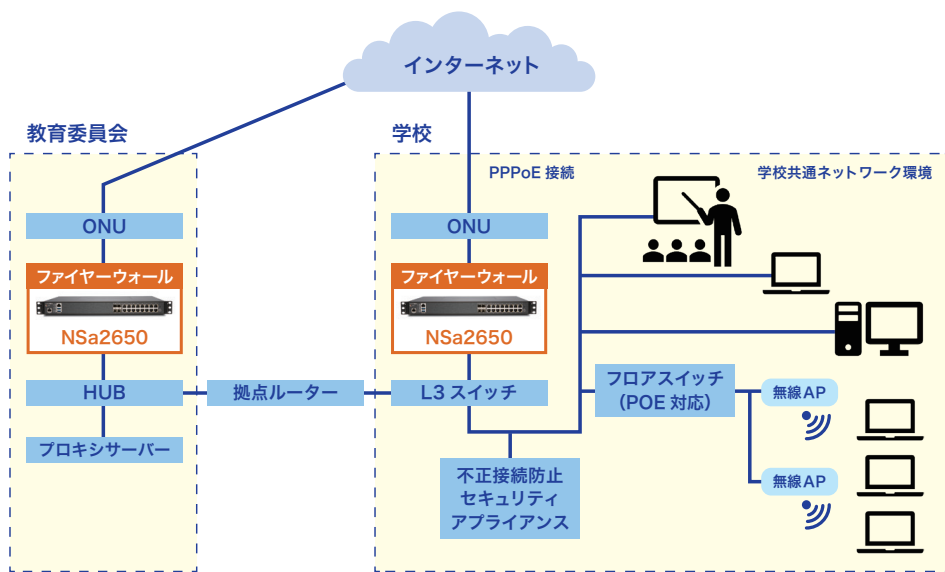 インターネット
教育委員会
ONU
ファイヤーウォール
NSa2650
HUB
プロキシサーバー
拠点ルーター
学校
PPPoE 接続
学校共通ネットワーク環境
ONU
ファイヤーウォール
NSa2650
L3 スイッチ
不正接続防止
セキュリティ
アプライアンス
フロアスイッチ
（POE 対応）
無線AP
無線AP